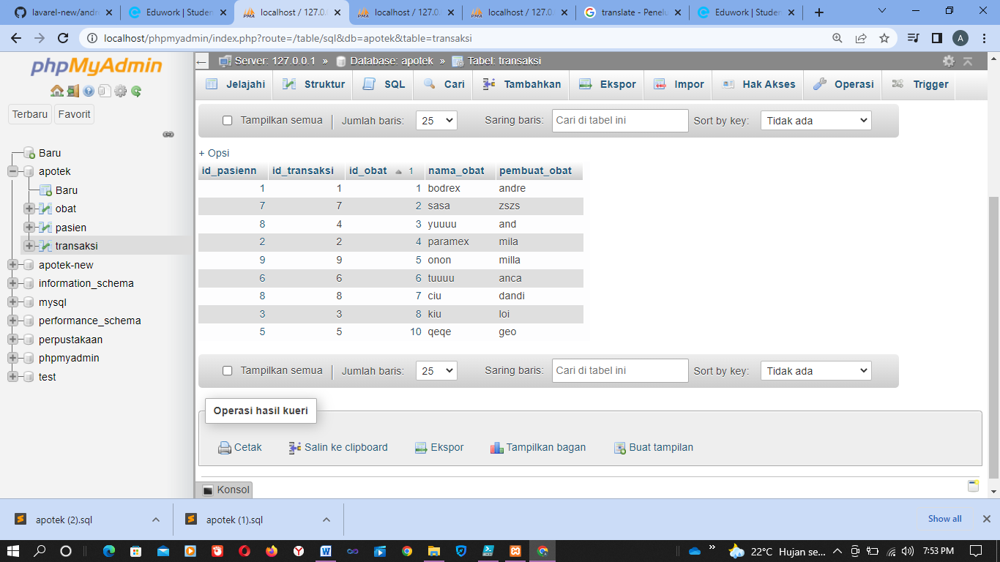 lavarel-new/andr
Eduwork | Studen
localhost / 127.0.
localhost / 127.0.
localhost / 127.0.
translate - Penelu
Eduwork | Studen
localhost/phpmyadmin/index.php?route=/table/sql&db=apotek&table=transaksi
A
phpMyAdmin
Terbaru
Favorit
Baru
apotek
Baru
obat
pasien
transaksi
apotek-new
information_schema
mysql
performance_schema
perpustakaan
phpmyadmin
test
Server: 127.0.0.1 » Database: apotek » Tabel: transaksi
Jelajahi Struktur SQL Cari Tambahkan Ekspor Impor Hak Akses Operasi Trigger
Tampilkan semua | Jumlah baris: 25 Saring baris: Cari di tabel ini Sort by key: Tidak ada
+ Opsi
id_pasienn id_transaksi id_obat 1 nama_obat pembuat_obat
1 1 1 bodrex andre
7 7 2 sasa zszs
8 4 3 yuuuu and
2 2 4 paramex mila
9 9 5 onon milla
6 6 6 tuuuu anca
8 8 7 ciu dandi
3 3 8 kiu loi
5 5 10 qeqe geo
Tampilkan semua | Jumlah baris: 25 Saring baris: Cari di tabel ini Sort by key: Tidak ada
Operasi hasil kueri
Cetak Salin ke clipboard Ekspor Tampilkan bagan Buat tampilan
Konsol
apotek (2).sql
apotek (1).sql
Show all
22°C Hujan se...
7:53 PM